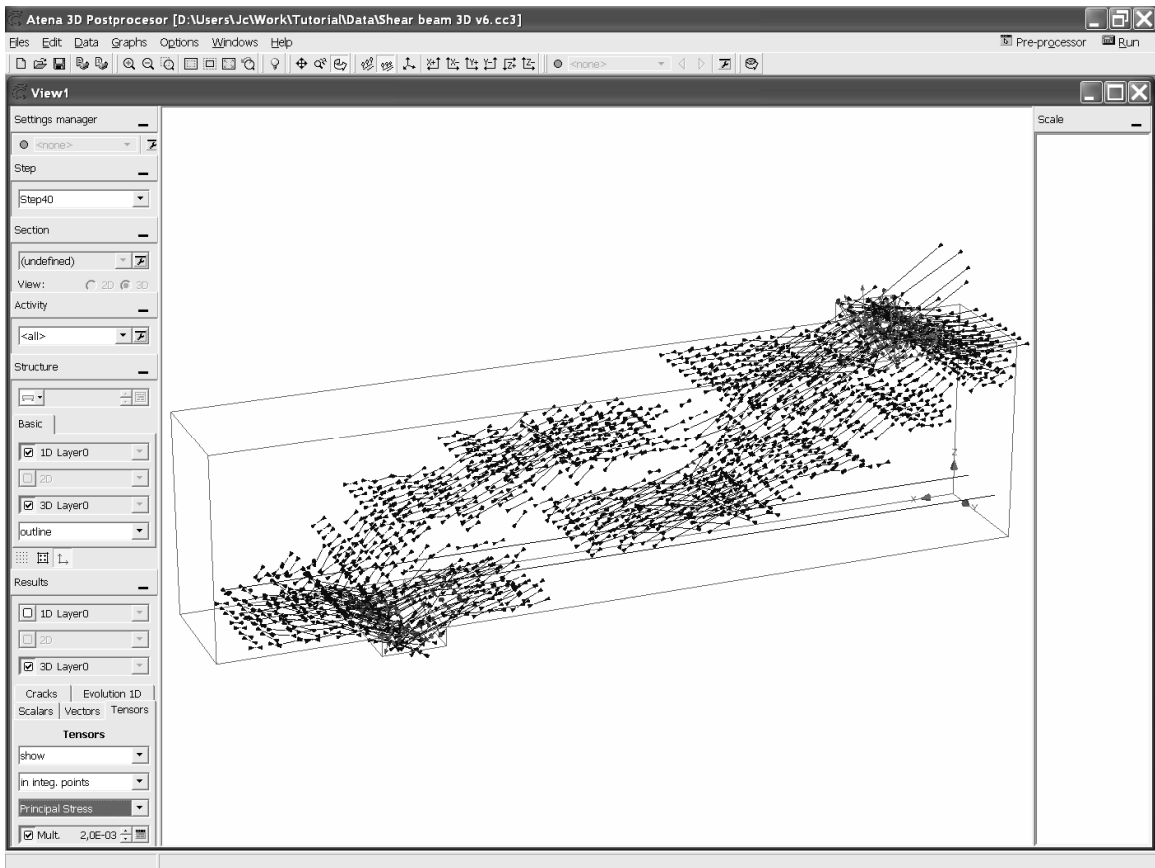 Atena 3D Postprocesor [D:\Users\Jc\Work\Tutorial\Data\Shear beam 3D v6.cc3]
Files Edit Data Graphs Options Windows Help Pre-processor Run
<none>
View1
Settings manager
<none>
Step
Step40
Section
(undefined)
View: 2D 3D
Activity
<all>
Structure
Basic
1D Layer0
2D
3D Layer0
outline
Results
1D Layer0
2D
3D Layer0
Cracks Evolution 1D
Scalars Vectors Tensors
Tensors
show
in integ. points
Principal Stress
Mult. 2,0E-03
Scale
Z
X
Y